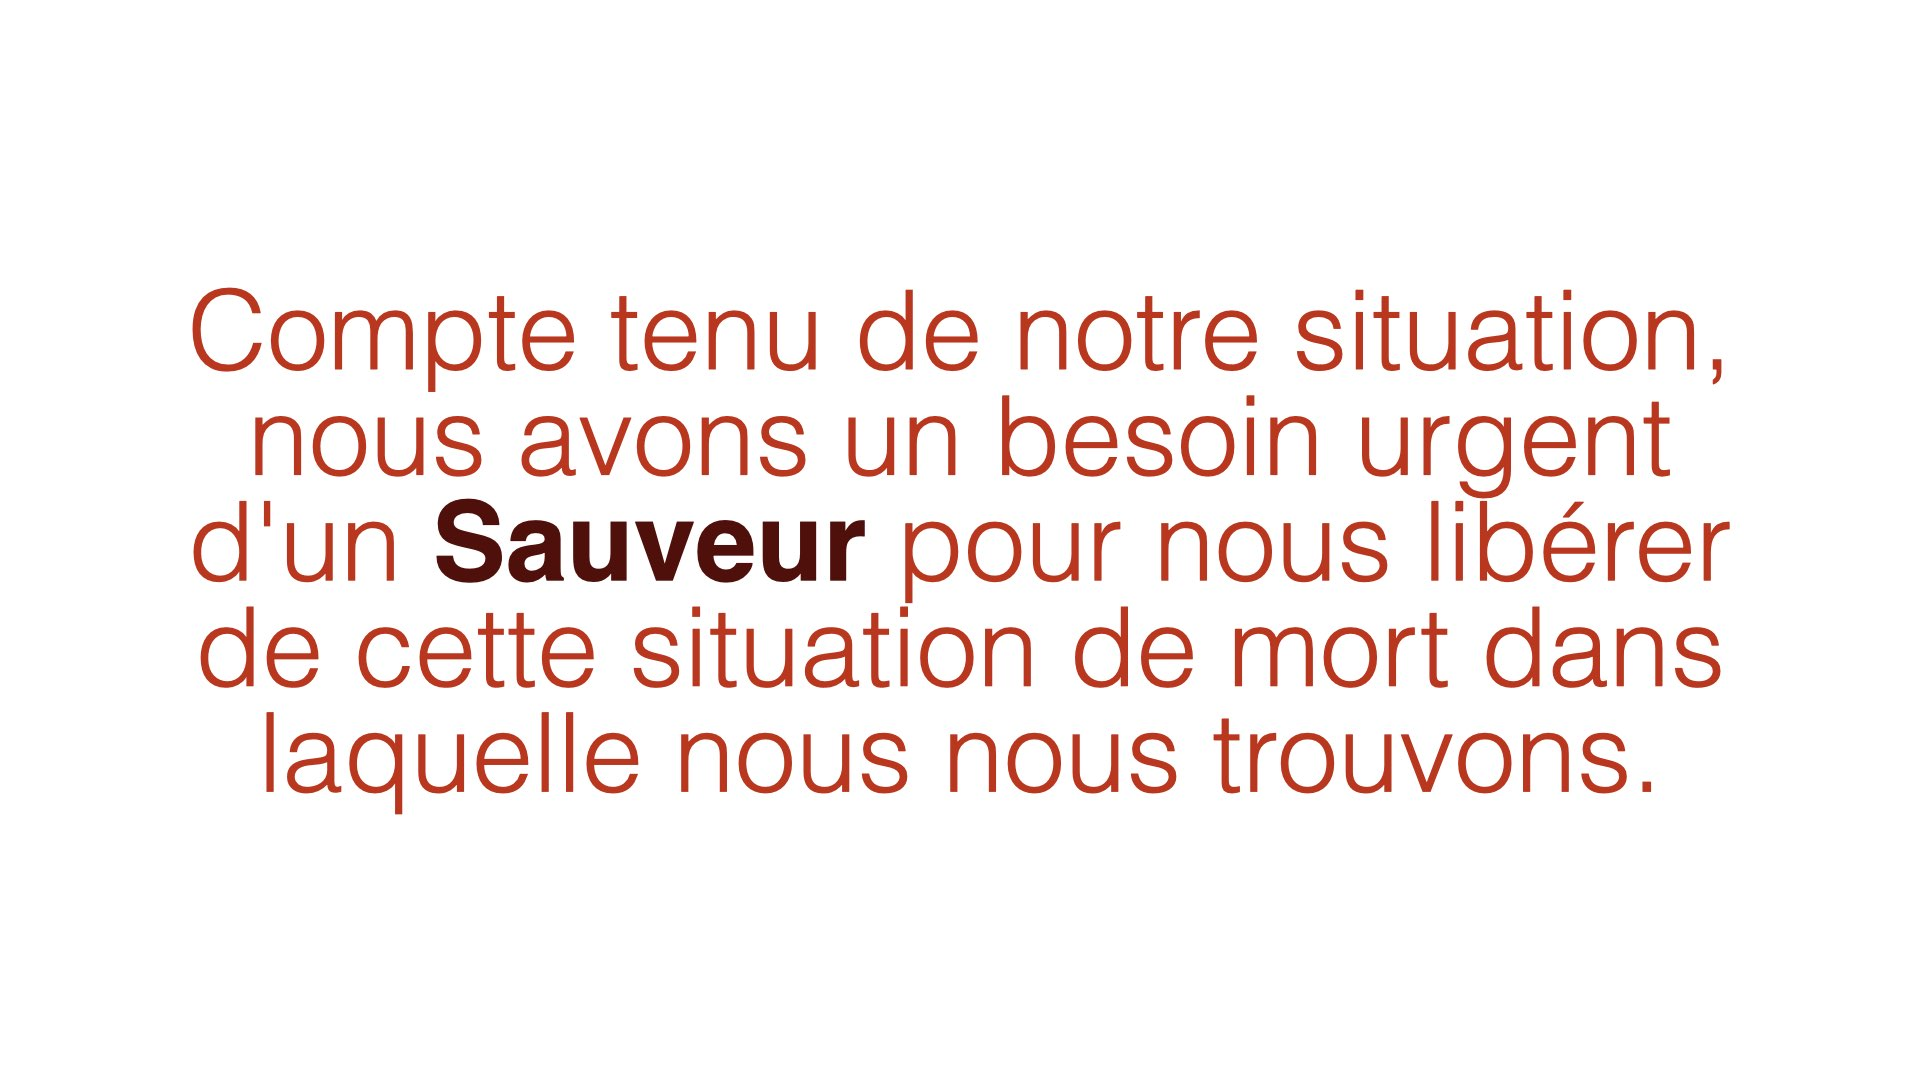 Compte tenu de notre situation,
nous avons un besoin urgent
d'un Sauveur pour nous libérer
de cette situation de mort dans
laquelle nous nous trouvons.